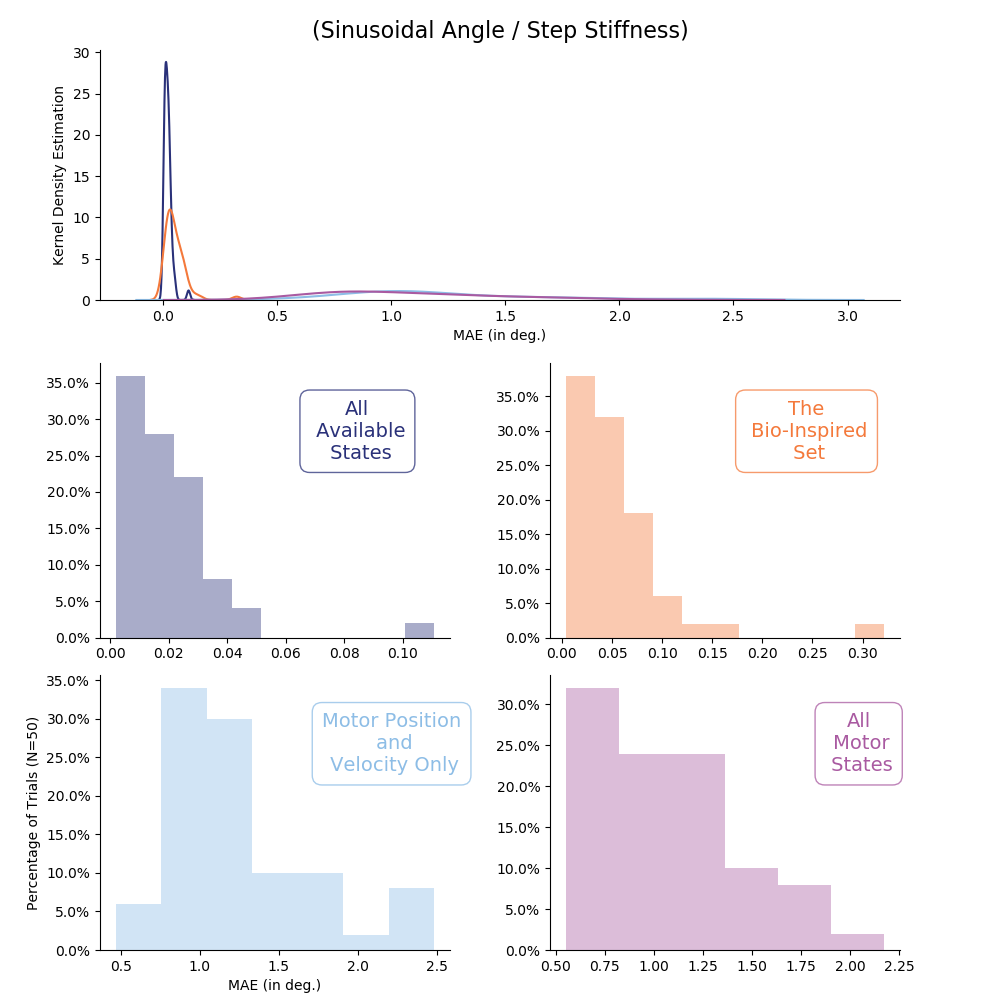 (Sinusoidal Angle / Step Stiffness)
Kernel Density Estimation
30
25
20
15
10
5
0
0.0 0.5 1.0 1.5 2.0 2.5 3.0
MAE (in deg.)
35.0%
30.0%
25.0%
20.0%
15.0%
10.0%
5.0%
0.0%
0.00 0.02 0.04 0.06 0.08 0.10
All
Available
States
35.0%
30.0%
25.0%
20.0%
15.0%
10.0%
5.0%
0.0%
0.00 0.05 0.10 0.15 0.20 0.25 0.30
The
Bio-Inspired
Set
Percentage of Trials (N=50)
35.0%
30.0%
25.0%
20.0%
15.0%
10.0%
5.0%
0.0%
0.5 1.0 1.5 2.0 2.5
MAE (in deg.)
Motor Position
and
Velocity Only
30.0%
25.0%
20.0%
15.0%
10.0%
5.0%
0.0%
0.50 0.75 1.00 1.25 1.50 1.75 2.00 2.25
All
Motor
States